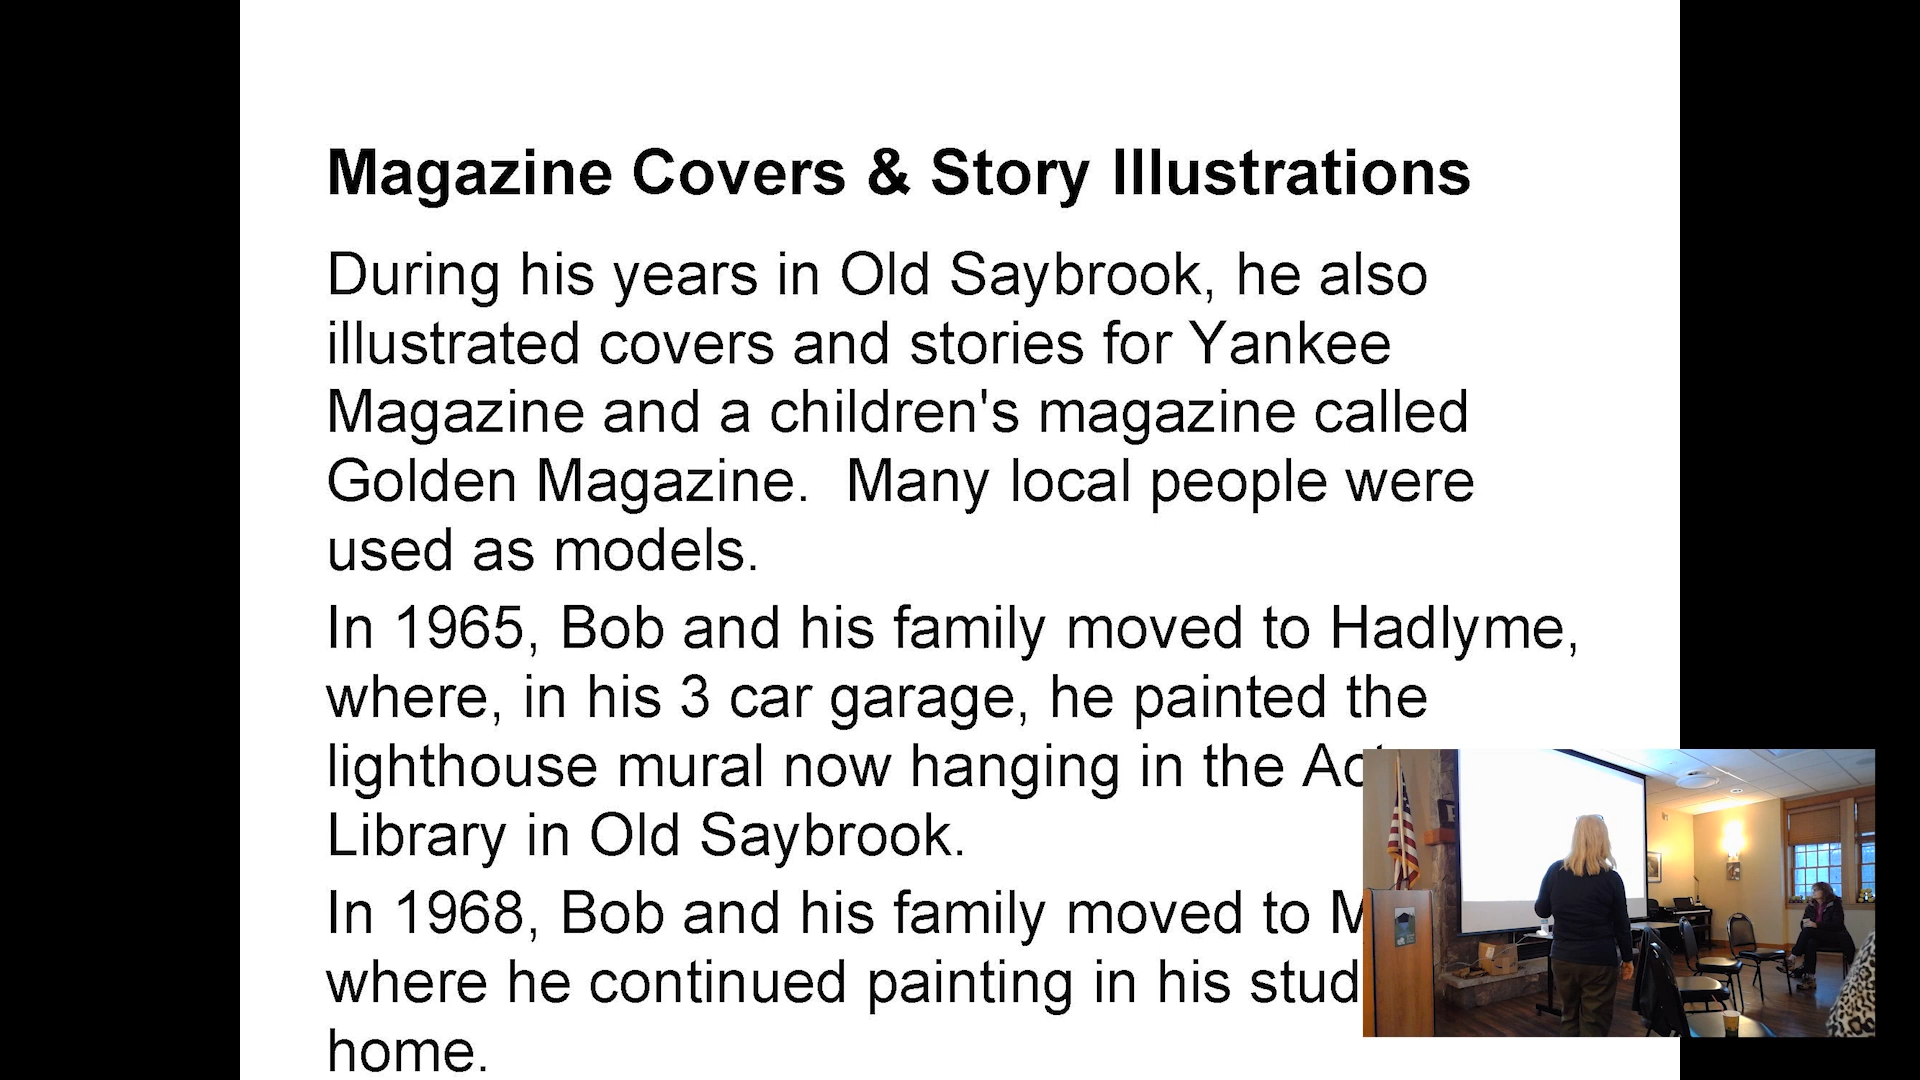 Magazine Covers & Story Illustrations
During his years in Old Saybrook, he also
illustrated covers and stories for Yankee
Magazine and a children's magazine called
Golden Magazine.  Many local people were
used as models.
In 1965, Bob and his family moved to Hadlyme,
where, in his 3 car garage, he painted the
lighthouse mural now hanging in the
Library in Old Saybrook.
In 1968, Bob and his family moved to
where he continued painting in his
home.